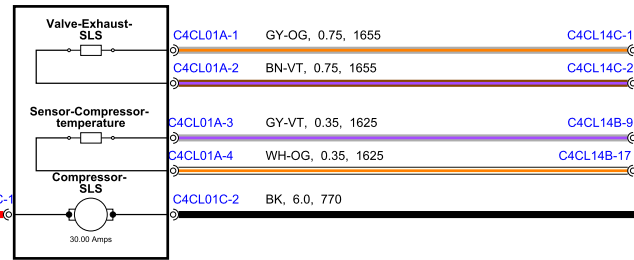 Valve-Exhaust-
SLS
C4CL01A-1 GY-OG, 0.75, 1655 C4CL14C-1
C4CL01A-2 BN-VT, 0.75, 1655 C4CL14C-2
Sensor-Compressor-
temperature
C4CL01A-3 GY-VT, 0.35, 1625 C4CL14B-9
C4CL01A-4 WH-OG, 0.35, 1625 C4CL14B-17
Compressor-
SLS
C-1 C4CL01C-2 BK, 6.0, 770
30.00 Amps